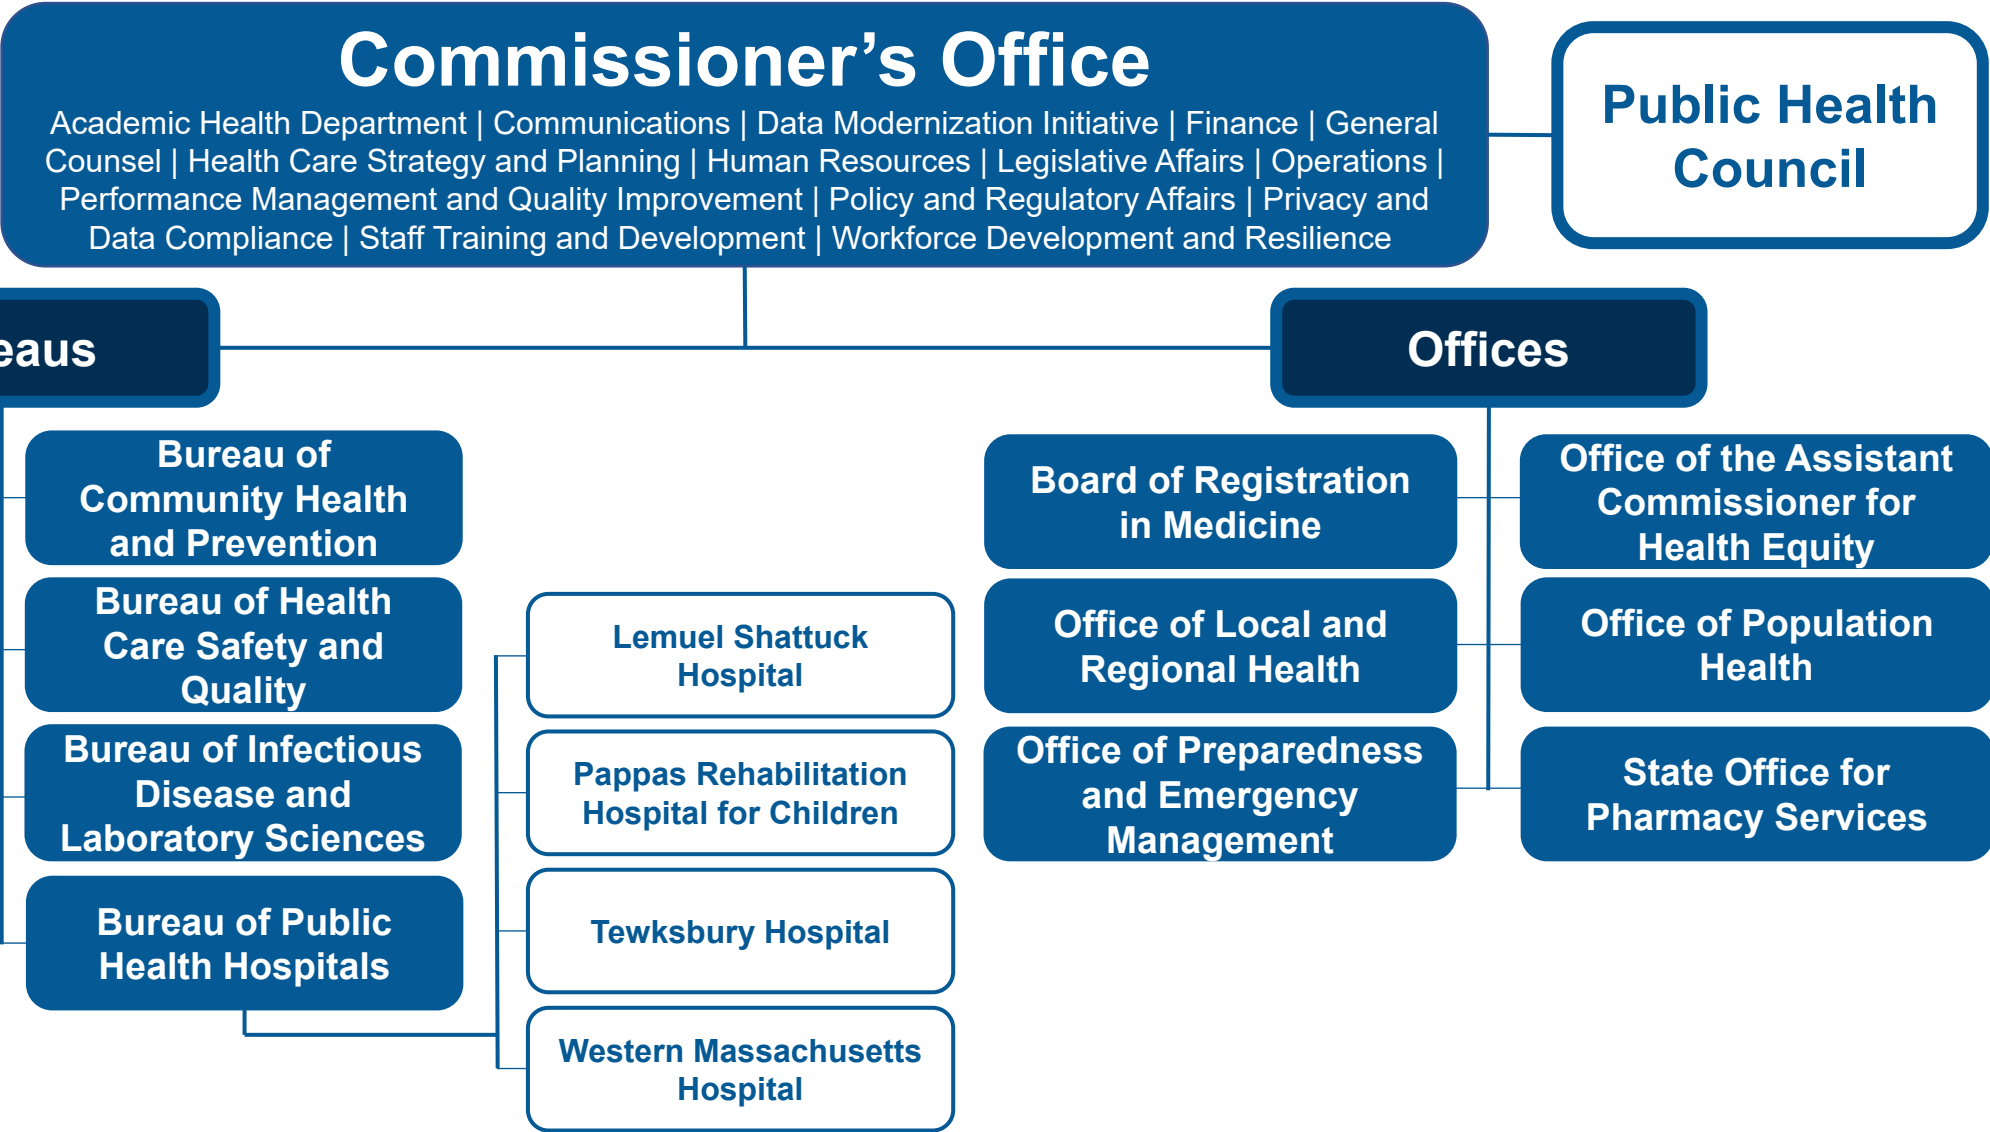 Commissioner’s Office
Academic Health Department | Communications | Data Modernization Initiative | Finance | General
Counsel | Health Care Strategy and Planning | Human Resources | Legislative Affairs | Operations |
Performance Management and Quality Improvement | Policy and Regulatory Affairs | Privacy and
Data Compliance | Staff Training and Development | Workforce Development and Resilience
Public Health
Council
eaus
Bureau of
Community Health
and Prevention
Bureau of Health
Care Safety and
Quality
Bureau of Infectious
Disease and
Laboratory Sciences
Bureau of Public
Health Hospitals
Lemuel Shattuck
Hospital
Pappas Rehabilitation
Hospital for Children
Tewksbury Hospital
Western Massachusetts
Hospital
Offices
Board of Registration
in Medicine
Office of Local and
Regional Health
Office of Preparedness
and Emergency
Management
Office of the Assistant
Commissioner for
Health Equity
Office of Population
Health
State Office for
Pharmacy Services